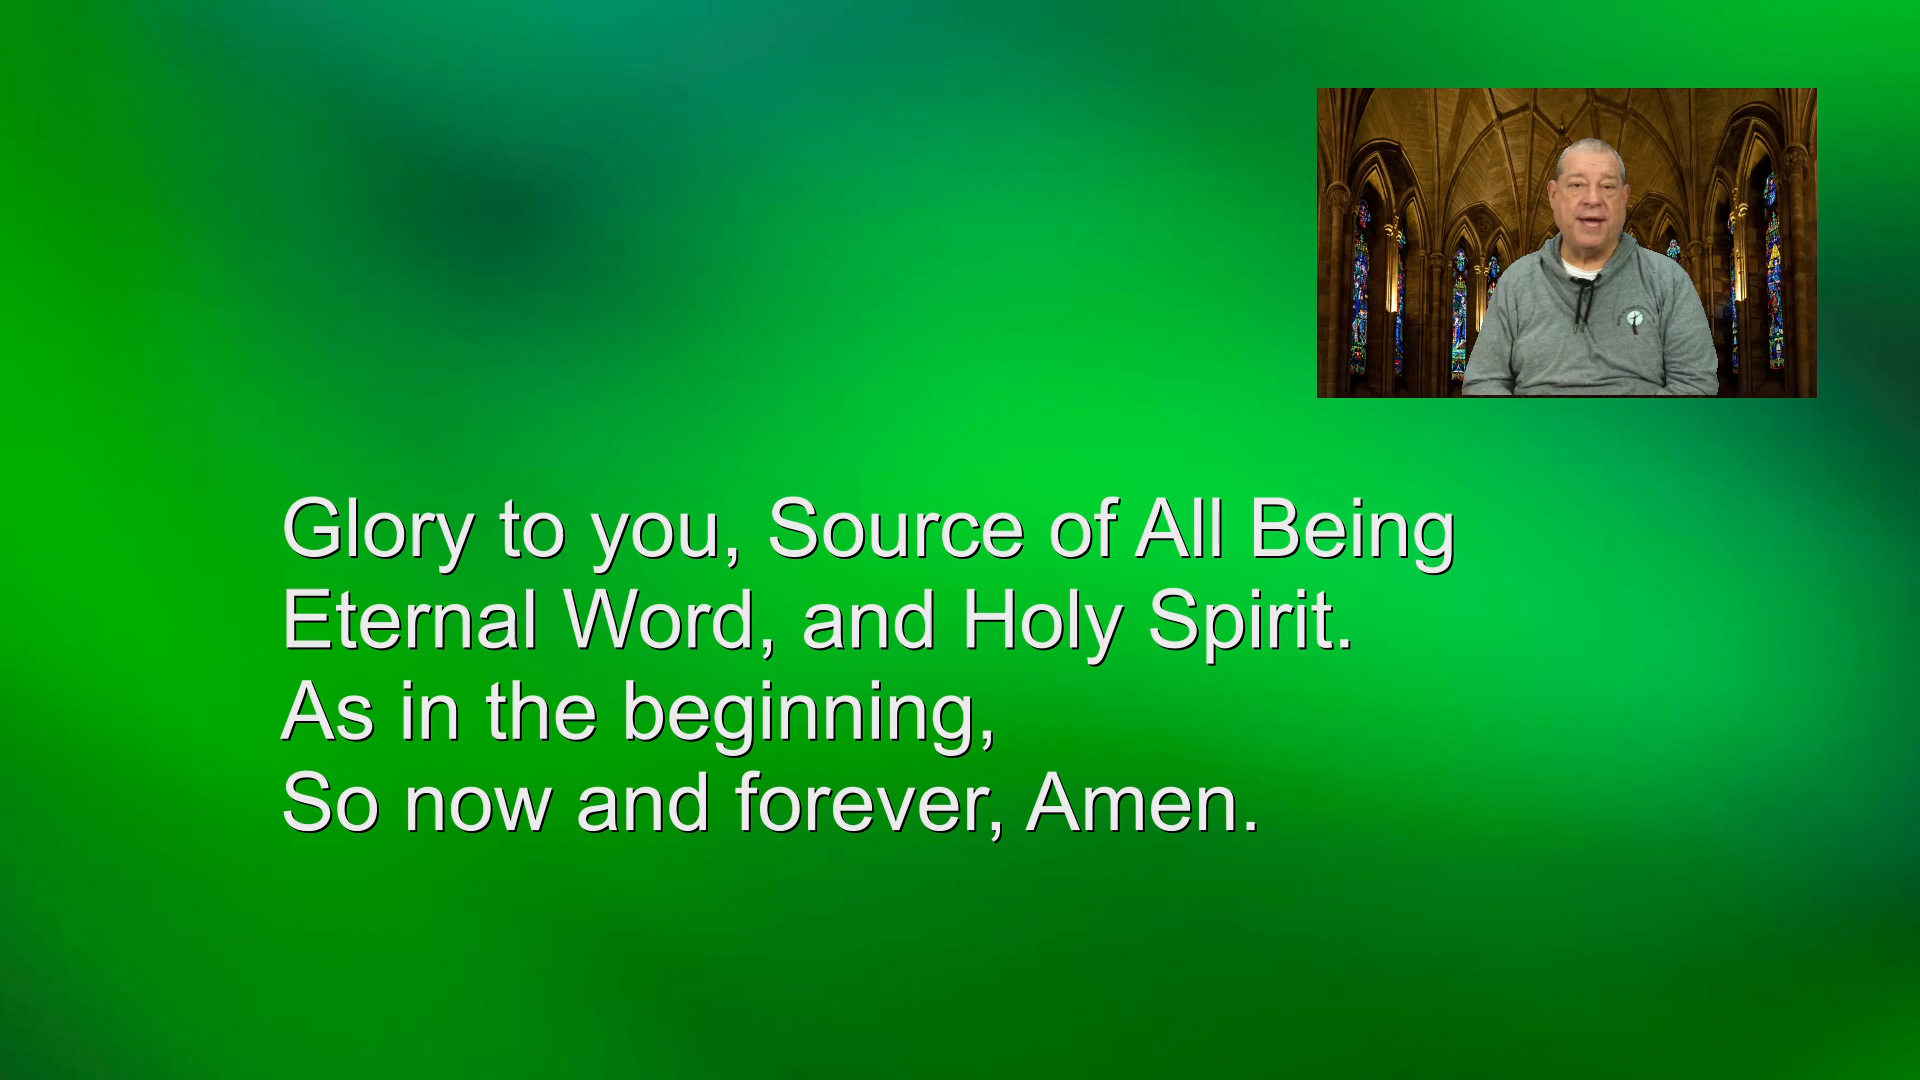 Glory to you, Source of All Being
Eternal Word, and Holy Spirit.
As in the beginning,
So now and forever, Amen.